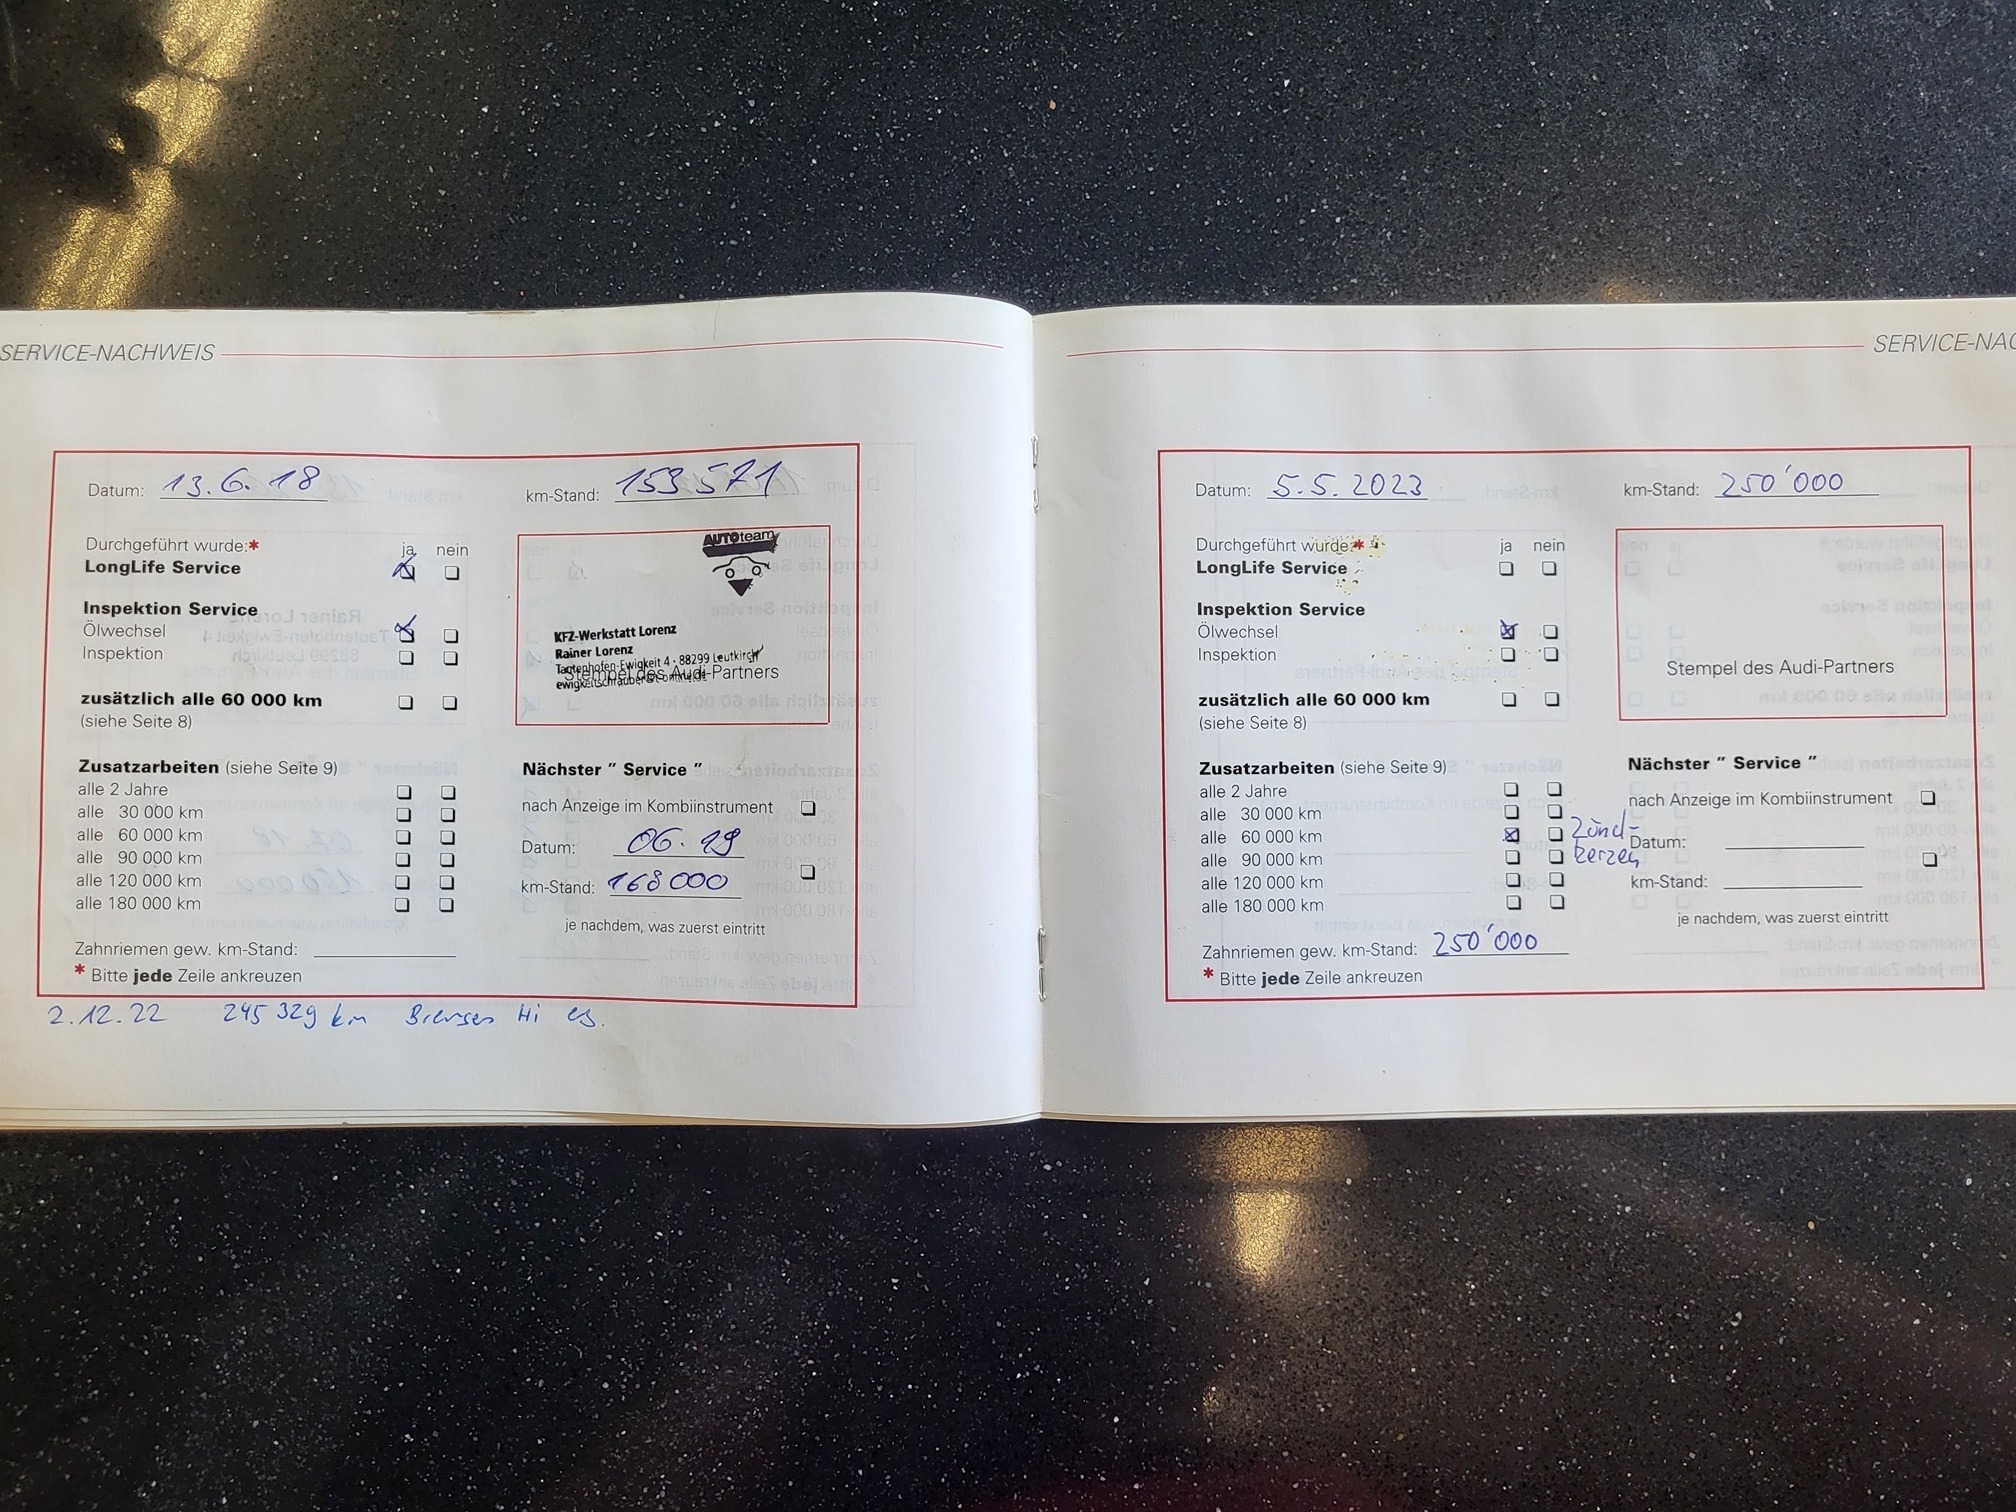 SERVICE-NACHWEIS
Datum: 13.6.18
km-Stand: 153 571
Durchgeführt wurde:* ja nein
LongLife Service
Inspektion Service
Ölwechsel
Inspektion
zusätzlich alle 60 000 km
(siehe Seite 8)
AUTOteam
KFZ-Werkstatt Lorenz
Rainer Lorenz
Tautenhofen-Ewigkeit 4 · 88299 Leutkirch
Stempel des Audi-Partners
Zusatzarbeiten (siehe Seite 9)
alle 2 Jahre
alle 30 000 km
alle 60 000 km
alle 90 000 km
alle 120 000 km
alle 180 000 km
Nächster " Service "
nach Anzeige im Kombiinstrument
Datum: 06.19
km-Stand: 168 000
je nachdem, was zuerst eintritt
Zahnriemen gew. km-Stand:
* Bitte jede Zeile ankreuzen
2.12.22 245 329 km Bremsen Hi
SERVICE-NAC
Datum: 5.5.2023
km-Stand: 250'000
Durchgeführt wurde:* ja nein
LongLife Service
Inspektion Service
Ölwechsel
Inspektion
zusätzlich alle 60 000 km
(siehe Seite 8)
Stempel des Audi-Partners
Zusatzarbeiten (siehe Seite 9)
alle 2 Jahre
alle 30 000 km
alle 60 000 km Zünd-
alle 90 000 km kerzen
alle 120 000 km
alle 180 000 km
Nächster " Service "
nach Anzeige im Kombiinstrument
Datum:
km-Stand:
je nachdem, was zuerst eintritt
Zahnriemen gew. km-Stand: 250'000
* Bitte jede Zeile ankreuzen